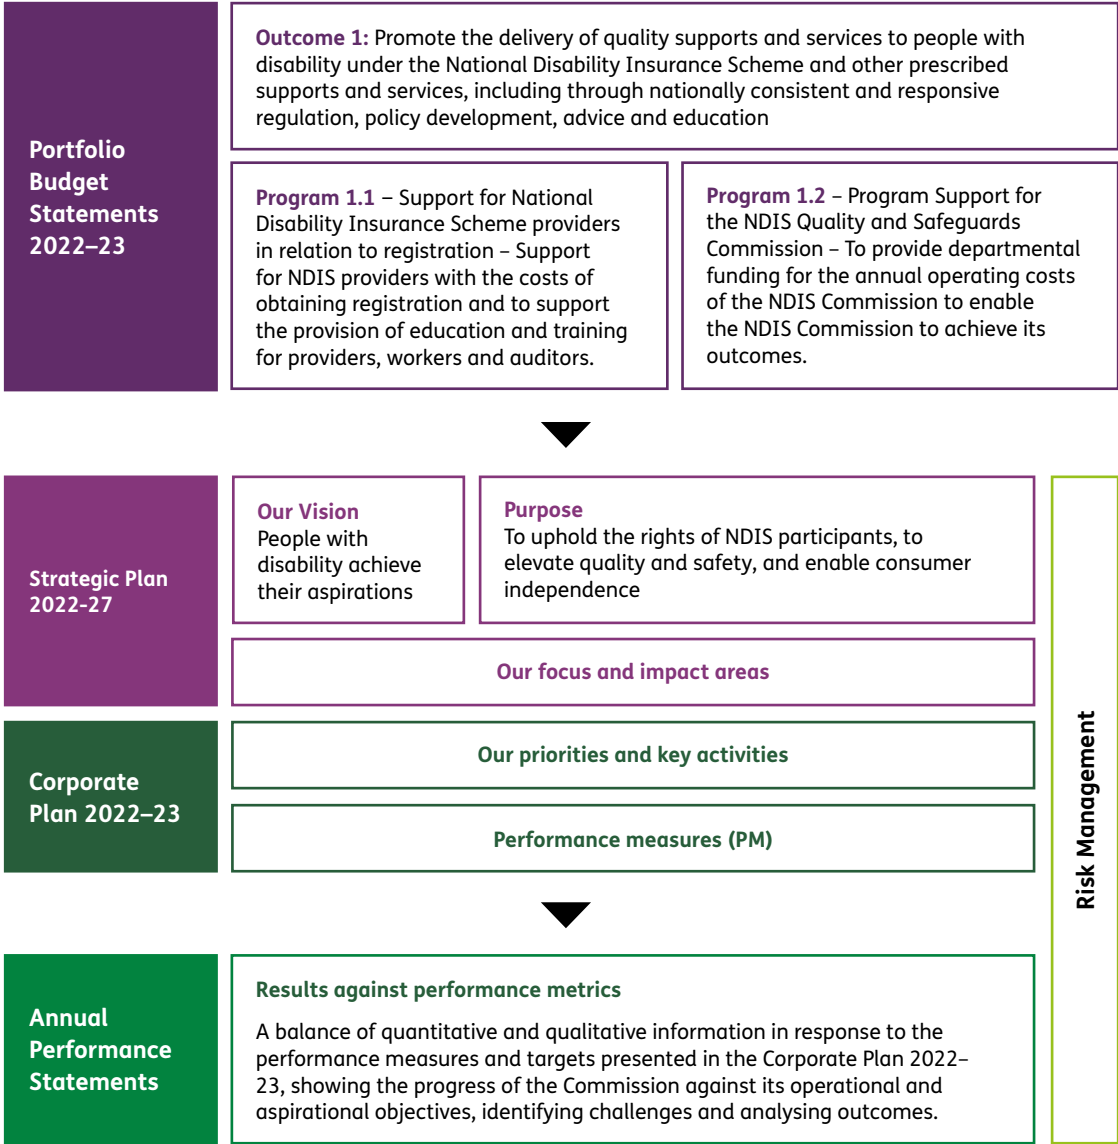 Portfolio
Budget
Statements
2022–23
Outcome 1: Promote the delivery of quality supports and services to people with
disability under the National Disability Insurance Scheme and other prescribed
supports and services, including through nationally consistent and responsive
regulation, policy development, advice and education
Program 1.1 – Support for National
Disability Insurance Scheme providers
in relation to registration – Support
for NDIS providers with the costs of
obtaining registration and to support
the provision of education and training
for providers, workers and auditors.
Program 1.2 – Program Support for
the NDIS Quality and Safeguards
Commission – To provide departmental
funding for the annual operating costs
of the NDIS Commission to enable
the NDIS Commission to achieve its
outcomes.
Strategic Plan
2022-27
Our Vision
People with
disability achieve
their aspirations
Purpose
To uphold the rights of NDIS participants, to
elevate quality and safety, and enable consumer
independence
Our focus and impact areas
Corporate
Plan 2022–23
Our priorities and key activities
Performance measures (PM)
Risk Management
Annual
Performance
Statements
Results against performance metrics
A balance of quantitative and qualitative information in response to the
performance measures and targets presented in the Corporate Plan 2022–
23, showing the progress of the Commission against its operational and
aspirational objectives, identifying challenges and analysing outcomes.